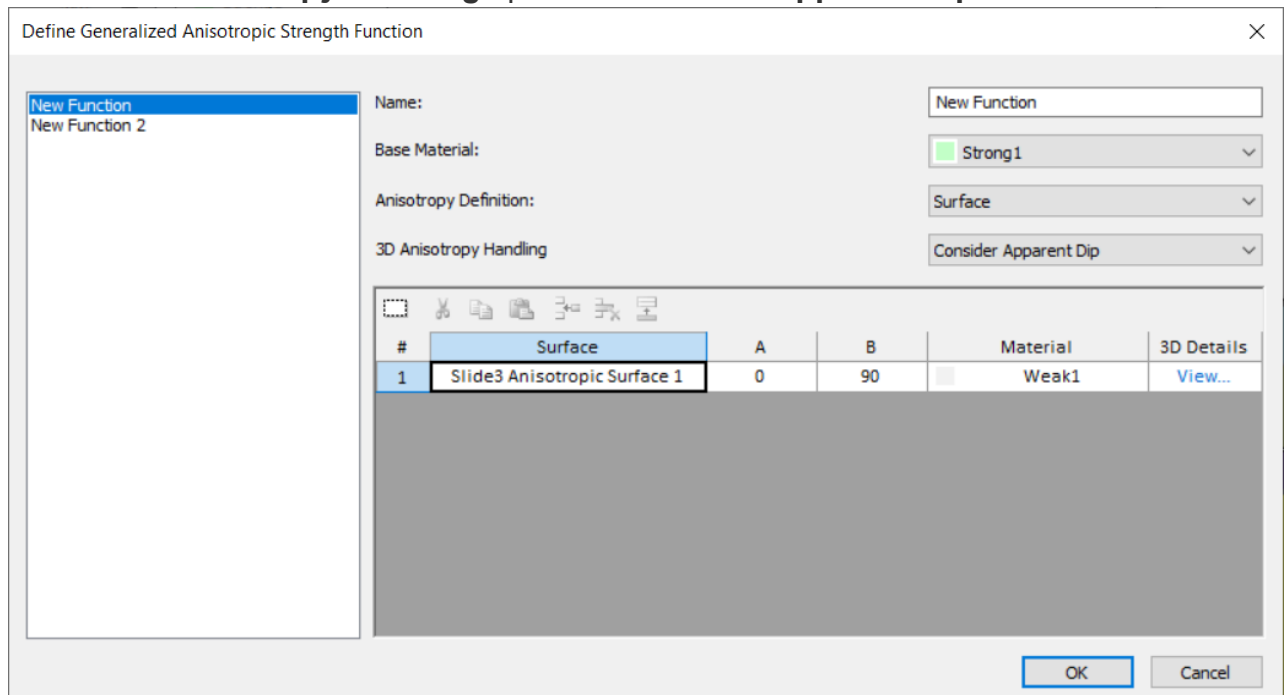 Define Generalized Anisotropic Strength Function
New Function
New Function 2
Name:
New Function
Base Material:
Strong1
Anisotropy Definition:
Surface
3D Anisotropy Handling
Consider Apparent Dip
# Surface A B Material 3D Details
1 Slide3 Anisotropic Surface 1 0 90 Weak1 View...
OK Cancel